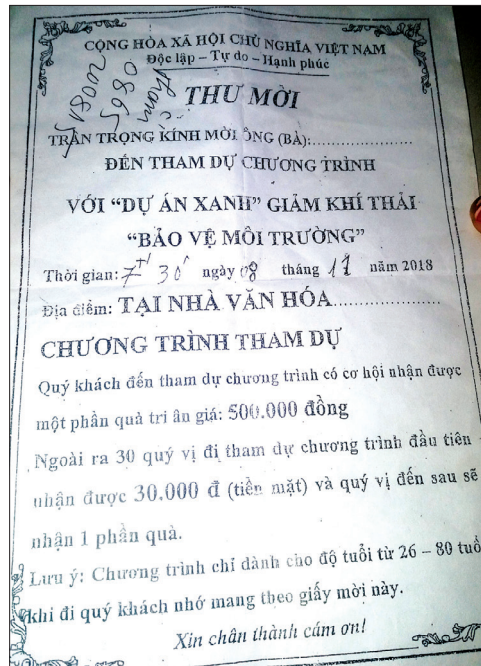 CỘNG HÒA XÃ HỘI CHỦ NGHĨA VIỆT NAM
Độc lập – Tự do – Hạnh phúc
THƯ MỜI
TRÂN TRỌNG KÍNH MỜI ÔNG (BÀ):......................
ĐẾN THAM DỰ CHƯƠNG TRÌNH
VỚI “DỰ ÁN XANH” GIẢM KHÍ THẢI
“BẢO VỆ MÔI TRƯỜNG”
Thời gian: 7h 30' ngày 08 tháng 11 năm 2018
Địa điểm: TẠI NHÀ VĂN HÓA.................
CHƯƠNG TRÌNH THAM DỰ
Quý khách đến tham dự chương trình có cơ hội nhận được
một phần quà tri ân giá: 500.000 đồng
Ngoài ra 30 quý vị đi tham dự chương trình đầu tiên
nhận được 30.000 đ (tiền mặt) và quý vị đến sau sẽ
nhận 1 phần quà.
Lưu ý: Chương trình chỉ dành cho độ tuổi từ 26 – 80 tuổ
khi đi quý khách nhớ mang theo giấy mời này.
Xin chân thành cám ơn!